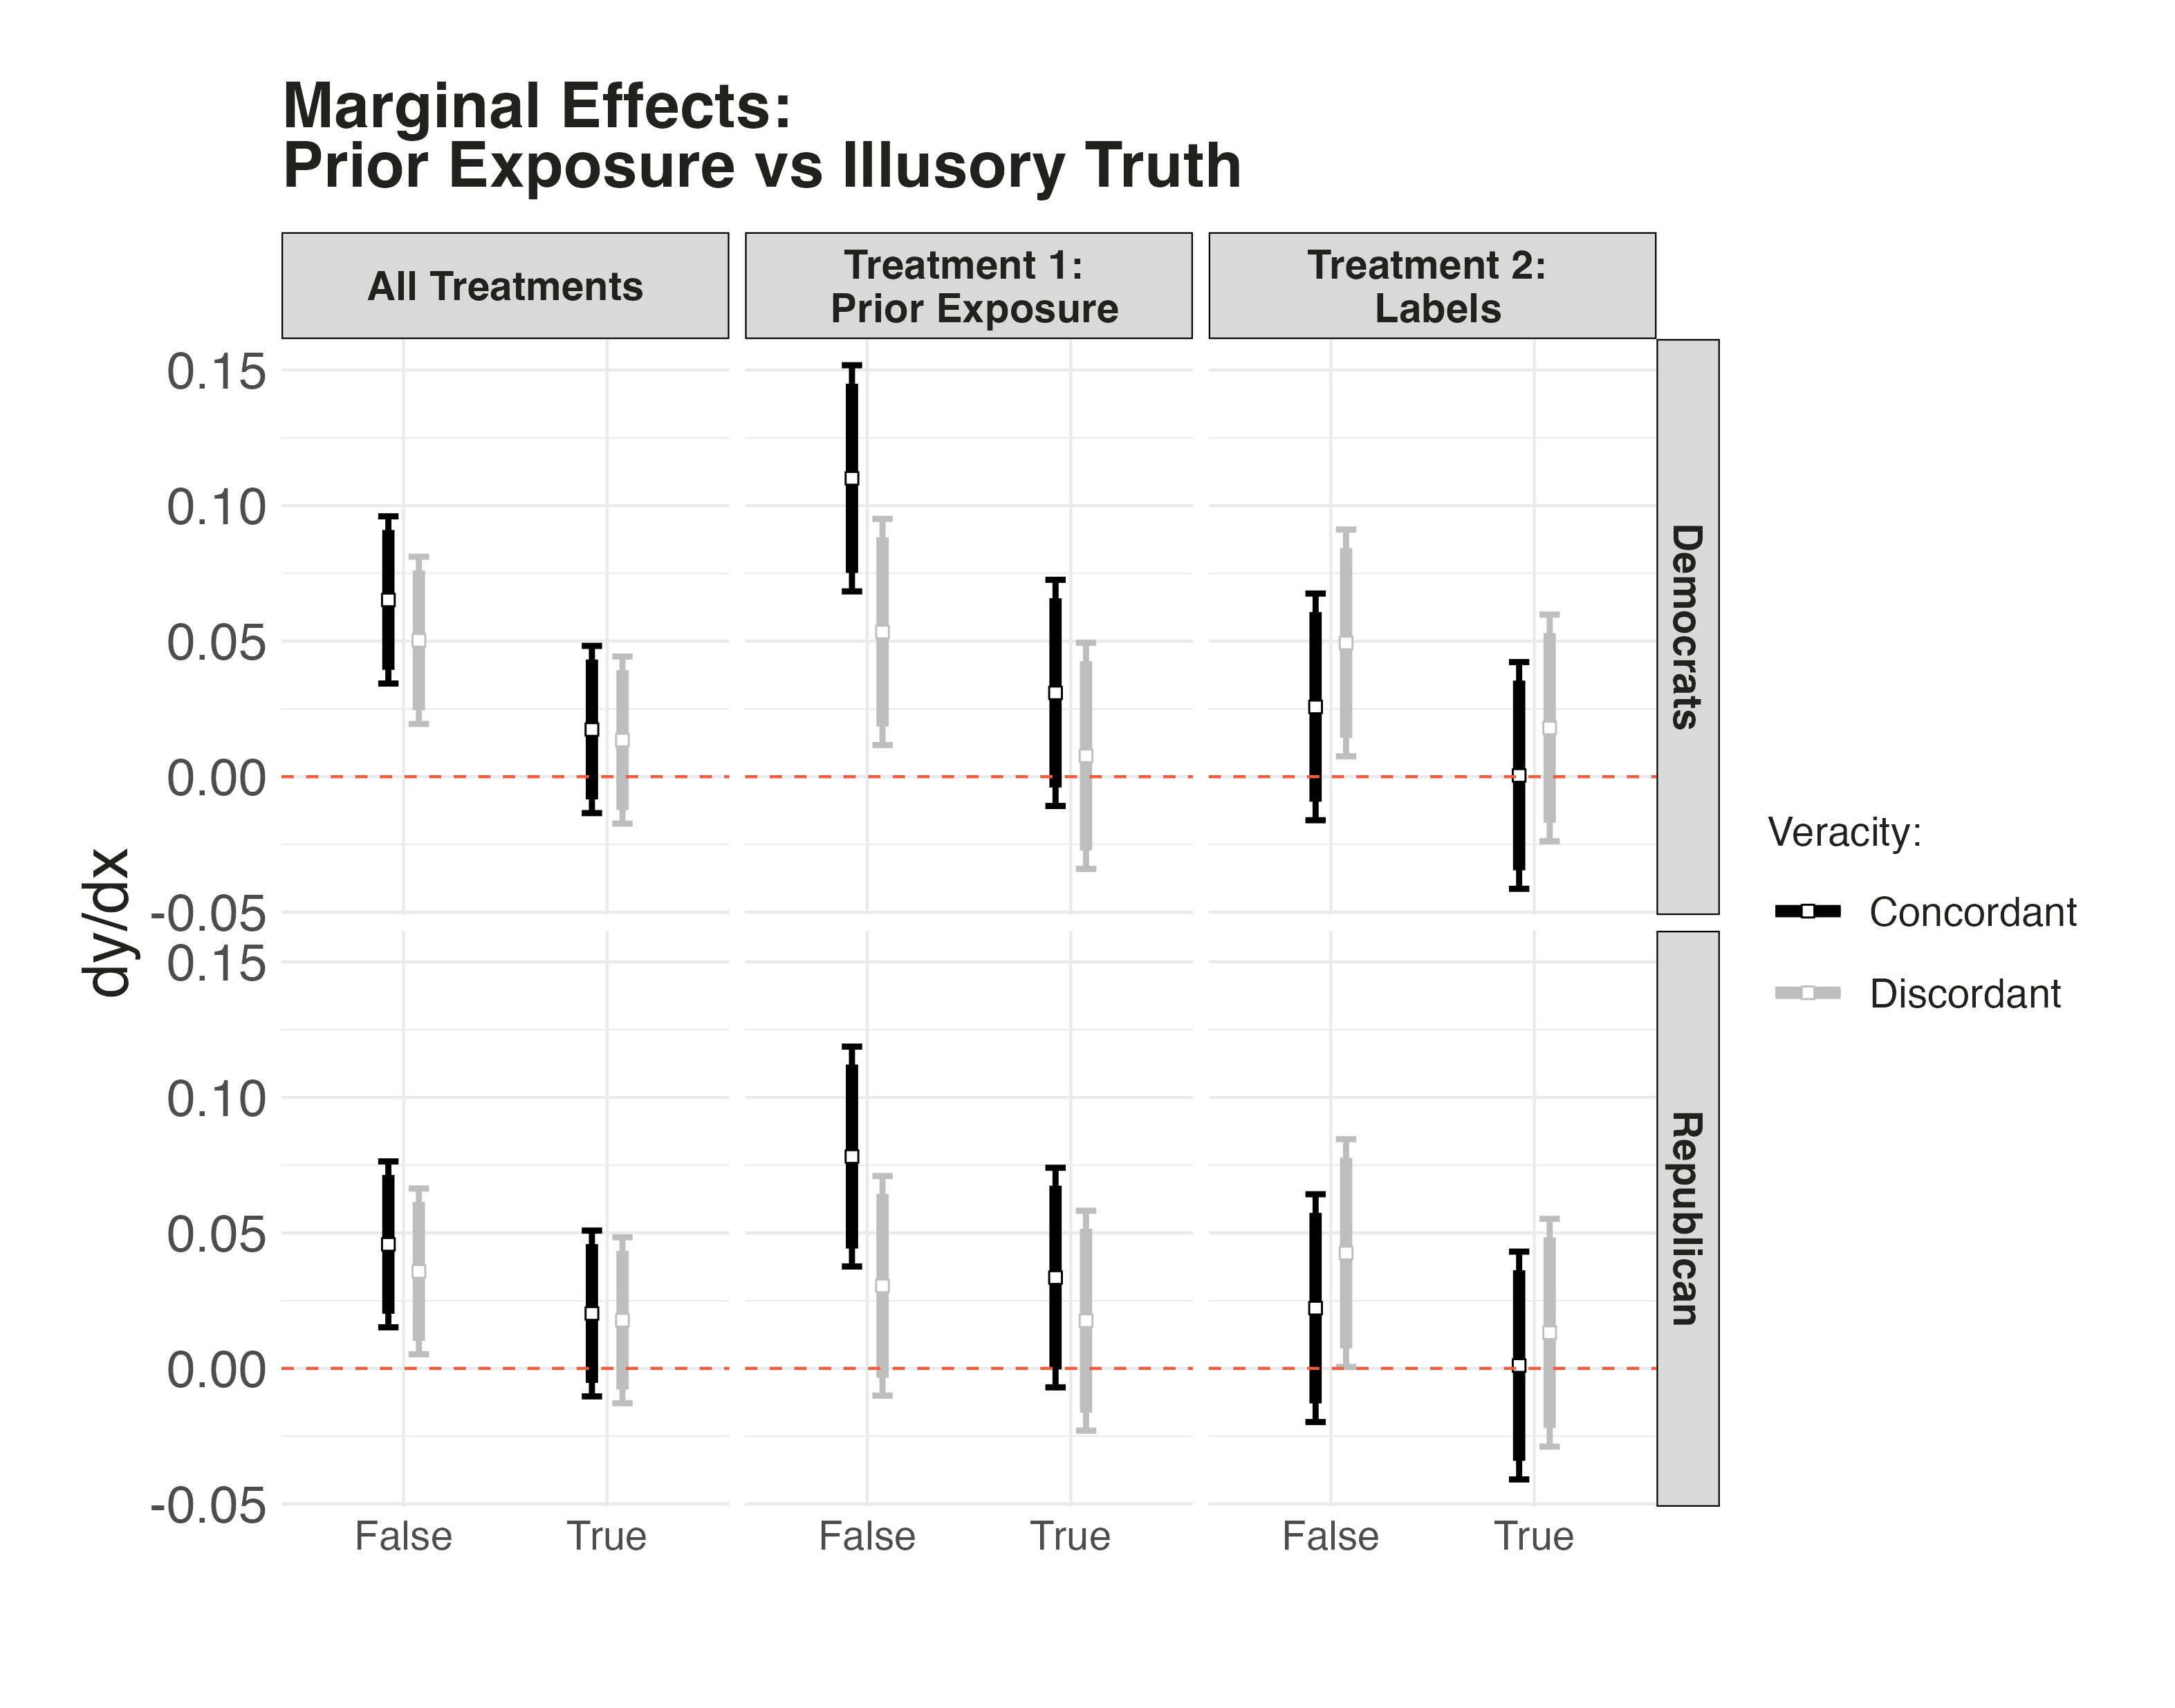 Marginal Effects:
Prior Exposure vs Illusory Truth
All Treatments
Treatment 1:
Prior Exposure
Treatment 2:
Labels
0.15
0.10
0.05
0.00
-0.05
Democrats
dy/dx
0.15
0.10
0.05
0.00
-0.05
Republican
False
True
False
True
False
True
Veracity:
Concordant
Discordant